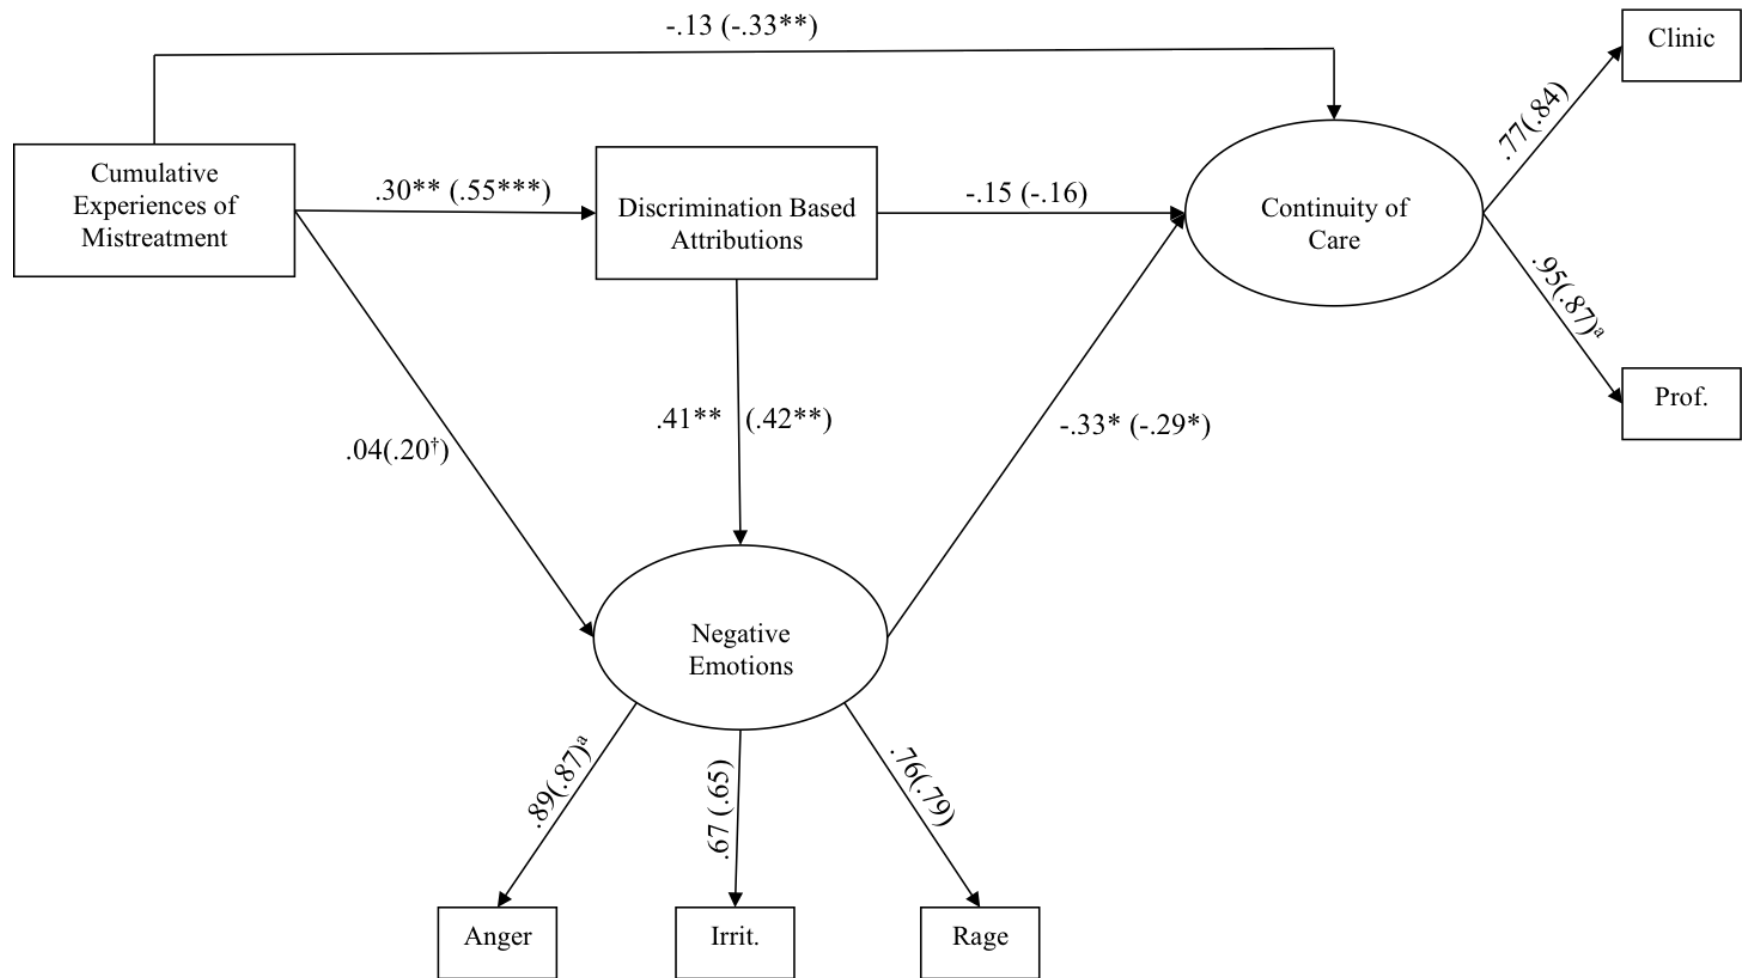 -.13 (-.33**)
Clinic
.77(.84)
Cumulative
Experiences of
Mistreatment
.30** (.55***)
Discrimination Based
Attributions
-.15 (-.16)
Continuity of
Care
.95(.87)ᵃ
Prof.
.04(.20†)
.41** (.42**)
-.33* (-.29*)
Negative
Emotions
.89(.87)ᵃ
.67 (.65)
.76(.79)
Anger
Irrit.
Rage